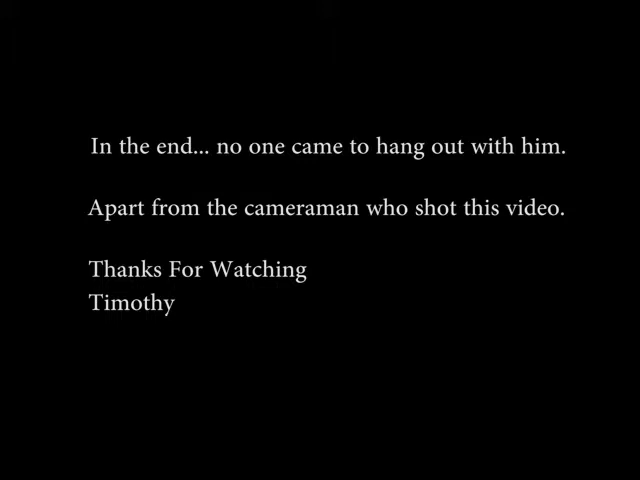 In the end... no one came to hang out with him.
Apart from the cameraman who shot this video.
Thanks For Watching
Timothy